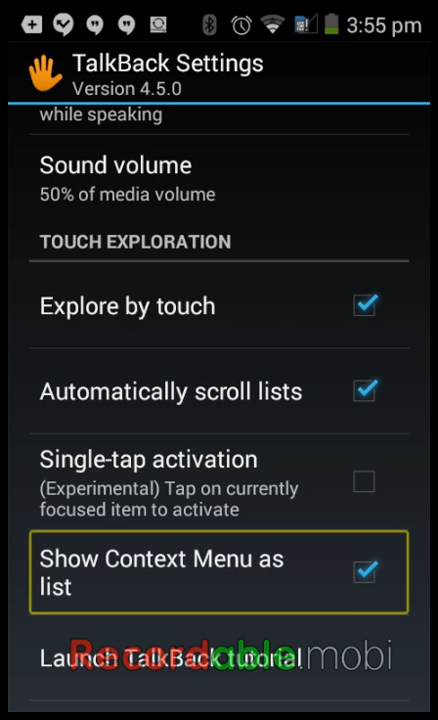 3:55 pm
TalkBack Settings
Version 4.5.0
while speaking
Sound volume
50% of media volume
TOUCH EXPLORATION
Explore by touch
Automatically scroll lists
Single-tap activation
(Experimental) Tap on currently
focused item to activate
Show Context Menu as
list
Launch TalkBack tutorial
Recordable.mobi